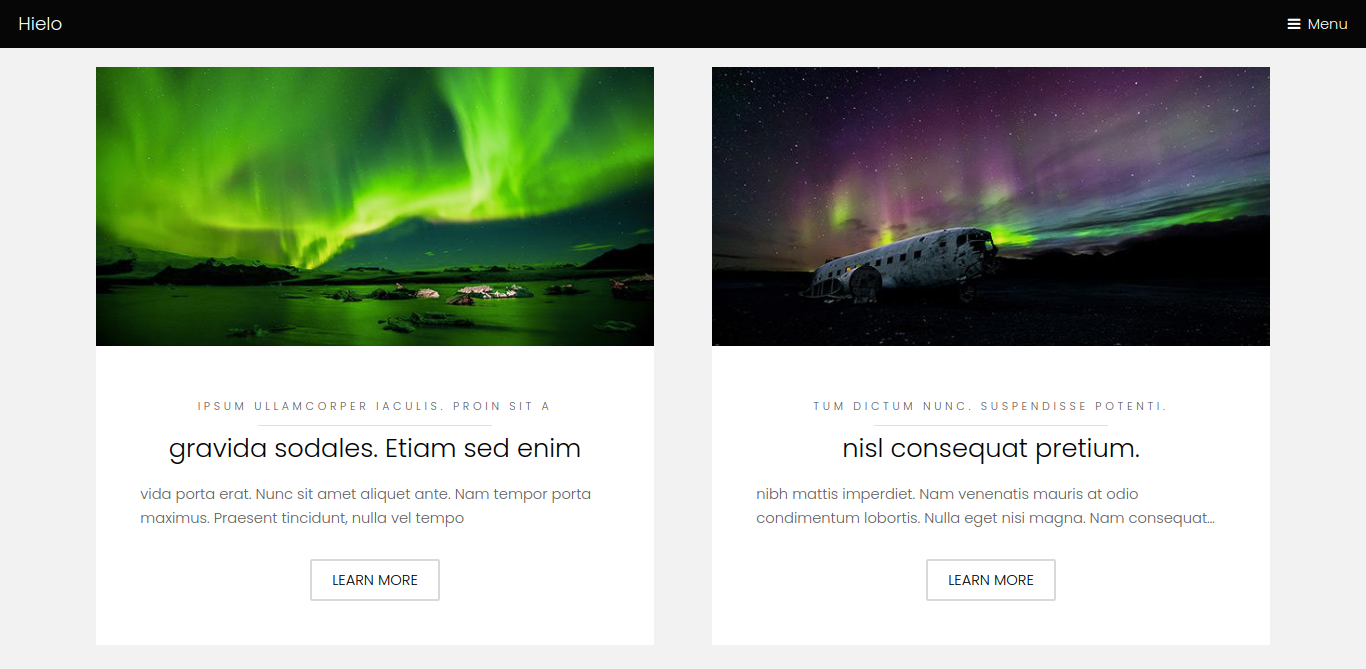 Hielo
Menu
IPSUM ULLAMCORPER IACULIS. PROIN SIT A
gravida sodales. Etiam sed enim
vida porta erat. Nunc sit amet aliquet ante. Nam tempor porta
maximus. Praesent tincidunt, nulla vel tempo
LEARN MORE
TUM DICTUM NUNC. SUSPENDISSE POTENTI.
nisl consequat pretium.
nibh mattis imperdiet. Nam venenatis mauris at odio
condimentum lobortis. Nulla eget nisi magna. Nam consequat...
LEARN MORE